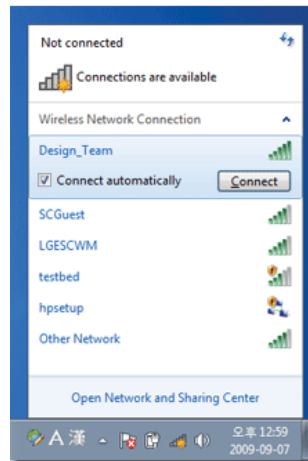 Not connected
Connections are available
Wireless Network Connection
Design_Team
Connect automatically
Connect
SCGuest
LGESCWM
testbed
hpsetup
Other Network
Open Network and Sharing Center
A 漢
오후 12:59
2009-09-07